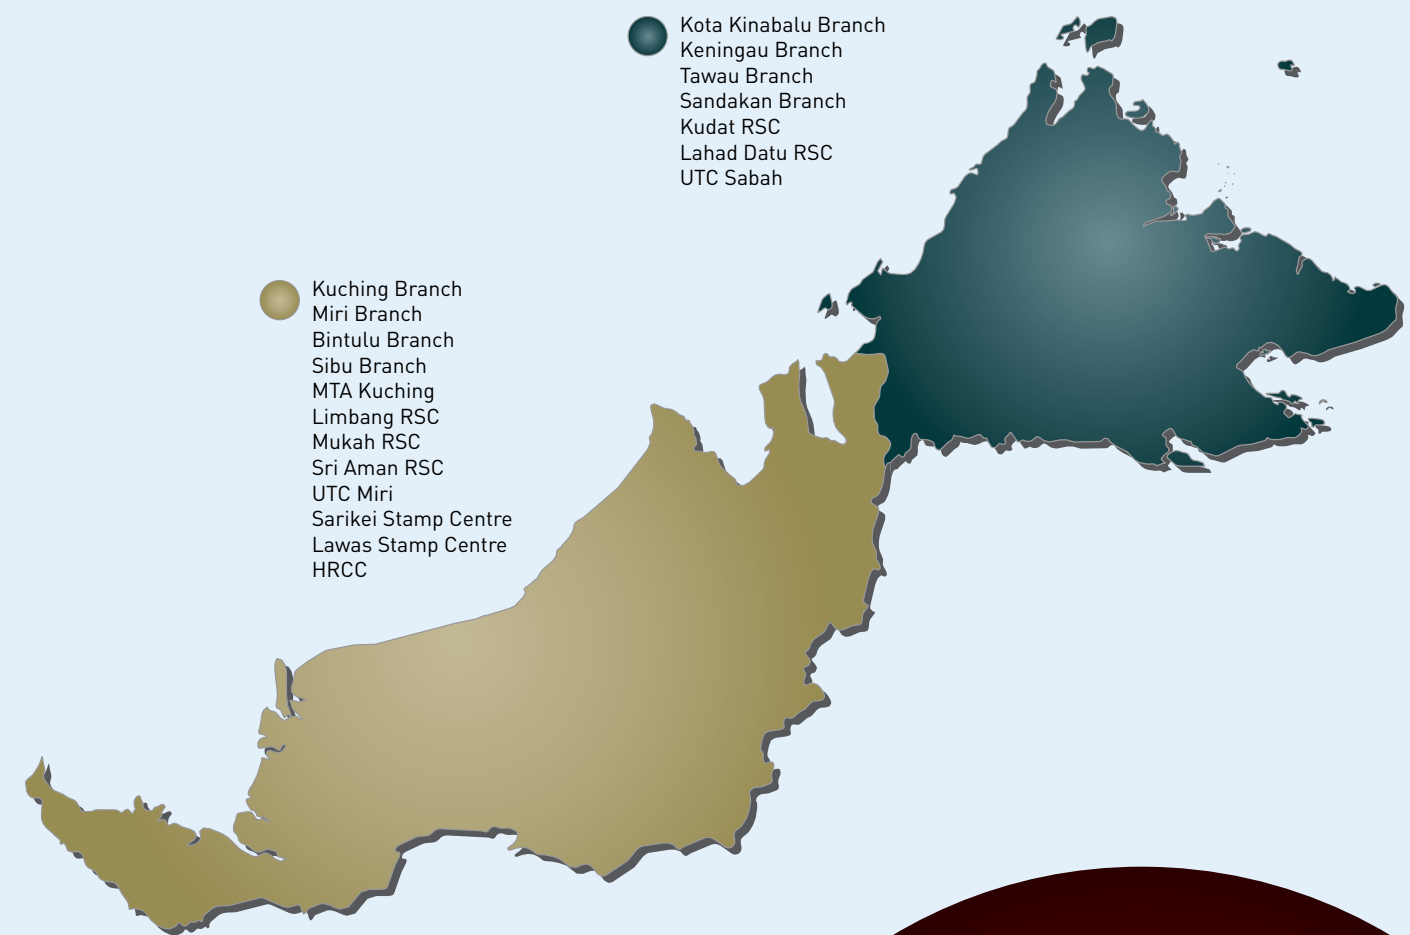 Kota Kinabalu Branch
Keningau Branch
Tawau Branch
Sandakan Branch
Kudat RSC
Lahad Datu RSC
UTC Sabah
Kuching Branch
Miri Branch
Bintulu Branch
Sibu Branch
MTA Kuching
Limbang RSC
Mukah RSC
Sri Aman RSC
UTC Miri
Sarikei Stamp Centre
Lawas Stamp Centre
HRCC